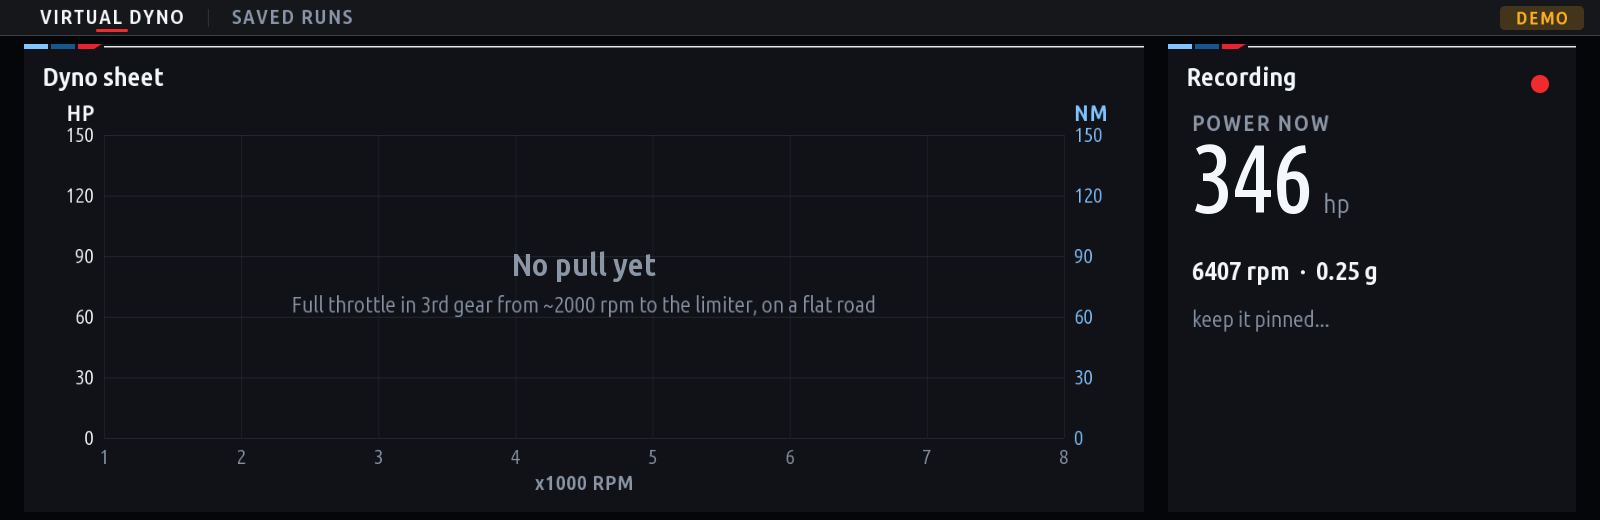 VIRTUAL DYNO
SAVED RUNS
DEMO
Dyno sheet
HP
NM
150
150
120
120
90
90
No pull yet
Full throttle in 3rd gear from ~2000 rpm to the limiter, on a flat road
60
60
30
30
0
0
1 2 3 4 5 6 7 8
x1000 RPM
Recording
POWER NOW
346 hp
6407 rpm · 0.25 g
keep it pinned...